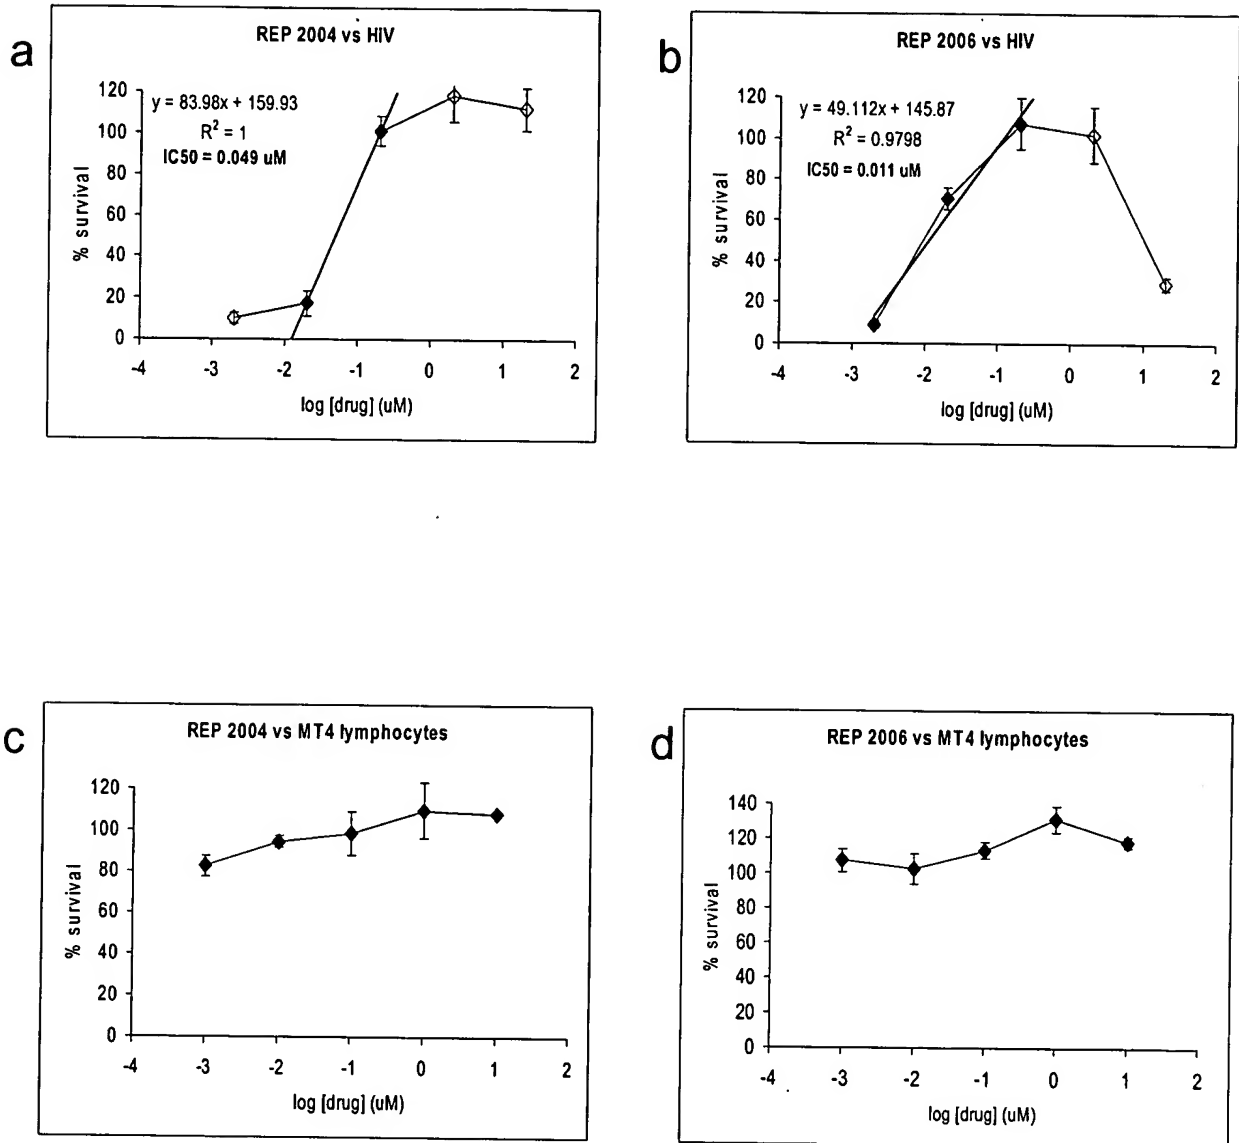 a
REP 2004 vs HIV
y = 83.98x + 159.93
R² = 1
IC50 = 0.049 uM
% survival
120
100
80
60
40
20
0
-4 -3 -2 -1 0 1 2
log [drug] (uM)
b
REP 2006 vs HIV
y = 49.112x + 145.87
R² = 0.9798
IC50 = 0.011 uM
% survival
120
100
80
60
40
20
0
-4 -3 -2 -1 0 1 2
log [drug] (uM)
c
REP 2004 vs MT4 lymphocytes
% survival
120
100
80
60
40
20
0
-4 -3 -2 -1 0 1 2
log [drug] (uM)
d
REP 2006 vs MT4 lymphocytes
% survival
140
120
100
80
60
40
20
0
-4 -3 -2 -1 0 1 2
log [drug] (uM)